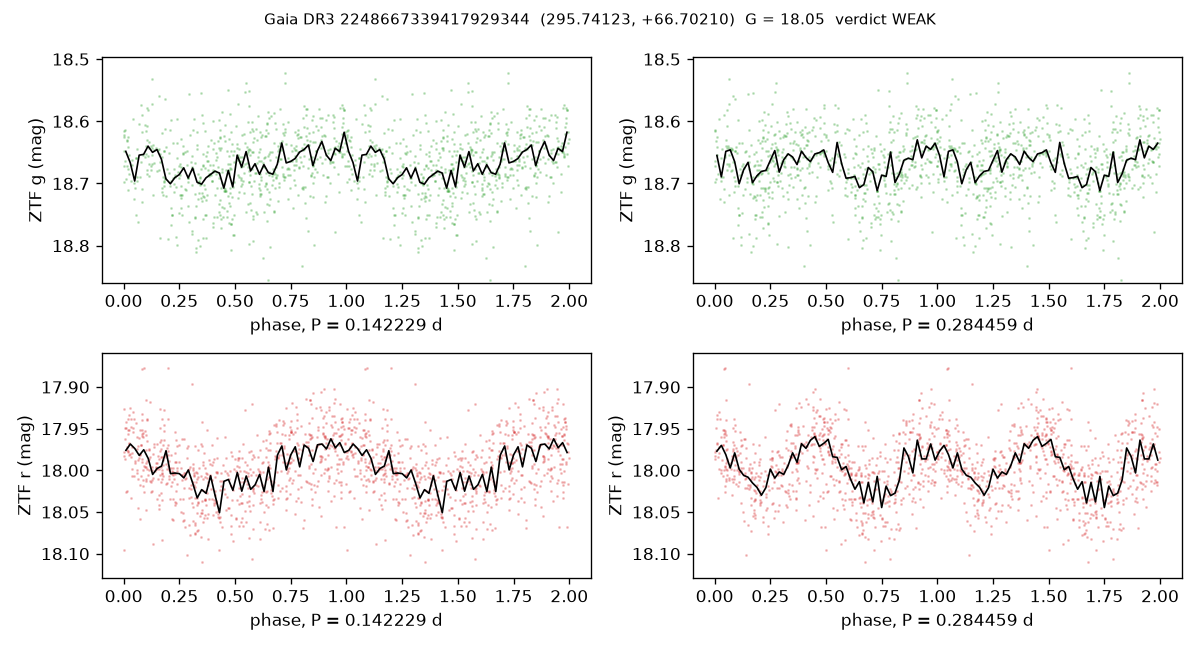 Gaia DR3 2248667339417929344  (295.74123, +66.70210)  G = 18.05  verdict WEAK
18.5
18.6
18.7
18.8
ZTF g (mag)
0.00 0.25 0.50 0.75 1.00 1.25 1.50 1.75 2.00
phase, P = 0.142229 d
18.5
18.6
18.7
18.8
ZTF g (mag)
0.00 0.25 0.50 0.75 1.00 1.25 1.50 1.75 2.00
phase, P = 0.284459 d
17.90
17.95
18.00
18.05
18.10
ZTF r (mag)
0.00 0.25 0.50 0.75 1.00 1.25 1.50 1.75 2.00
phase, P = 0.142229 d
17.90
17.95
18.00
18.05
18.10
ZTF r (mag)
0.00 0.25 0.50 0.75 1.00 1.25 1.50 1.75 2.00
phase, P = 0.284459 d